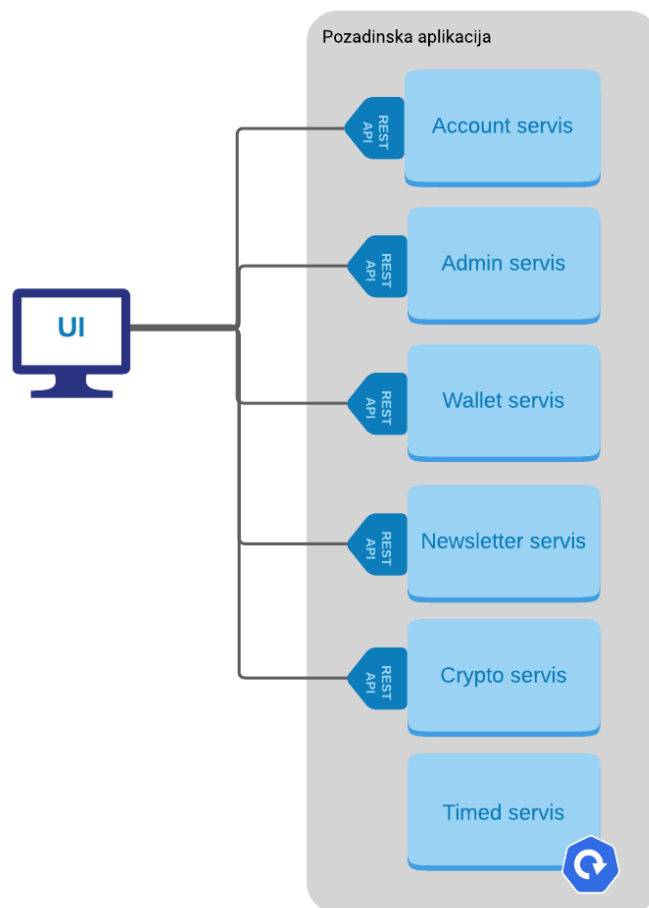 Pozadinska aplikacija
REST
API
Account servis
REST
API
Admin servis
UI
REST
API
Wallet servis
REST
API
Newsletter servis
REST
API
Crypto servis
Timed servis